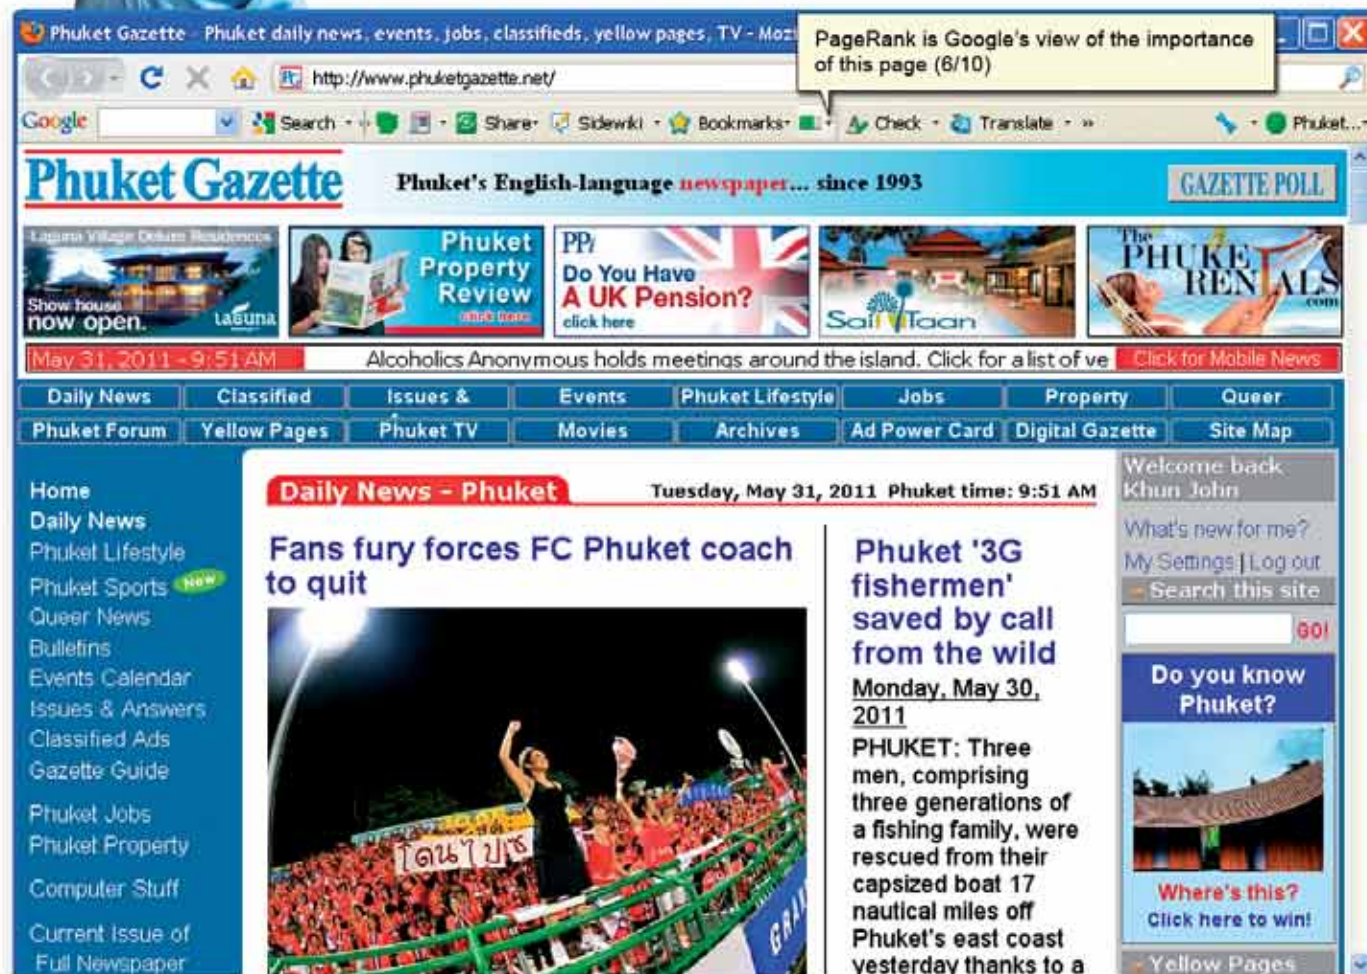 Phuket Gazette - Phuket daily news, events, jobs, classifieds, yellow pages, TV - Moz
PageRank is Google's view of the importance
of this page (6/10)
http://www.phuketgazette.net/
Google Search Share Sidewiki Bookmarks Check Translate » Phuket...
Phuket Gazette
Phuket's English-language newspaper... since 1993
GAZETTE POLL
Laguna Village Deluxe Residences
Show house
now open.
Laguna
Phuket
Property
Review
click here
PPi
Do You Have
A UK Pension?
click here
Sai Taan
The
PHUKET
RENTALS
.com
May 31, 2011 - 9:51 AM
Alcoholics Anonymous holds meetings around the island. Click for a list of ve
Click for Mobile News
Daily News Classified Issues & Events Phuket Lifestyle Jobs Property Queer
Phuket Forum Yellow Pages Phuket TV Movies Archives Ad Power Card Digital Gazette Site Map
Home
Daily News
Phuket Lifestyle
Phuket Sports New
Queer News
Bulletins
Events Calendar
Issues & Answers
Classified Ads
Gazette Guide
Phuket Jobs
Phuket Property
Computer Stuff
Current Issue of
Full Newspaper
Daily News - Phuket
Tuesday, May 31, 2011 Phuket time: 9:51 AM
Fans fury forces FC Phuket coach
to quit
GRAN
Phuket '3G
fishermen'
saved by call
from the wild
Monday, May 30,
2011
PHUKET: Three
men, comprising
three generations of
a fishing family, were
rescued from their
capsized boat 17
nautical miles off
Phuket's east coast
yesterday thanks to a
Welcome back
Khun John
What's new for me?
My Settings | Log out
Search this site
GO!
Do you know
Phuket?
Where's this?
Click here to win!
Yellow Pages